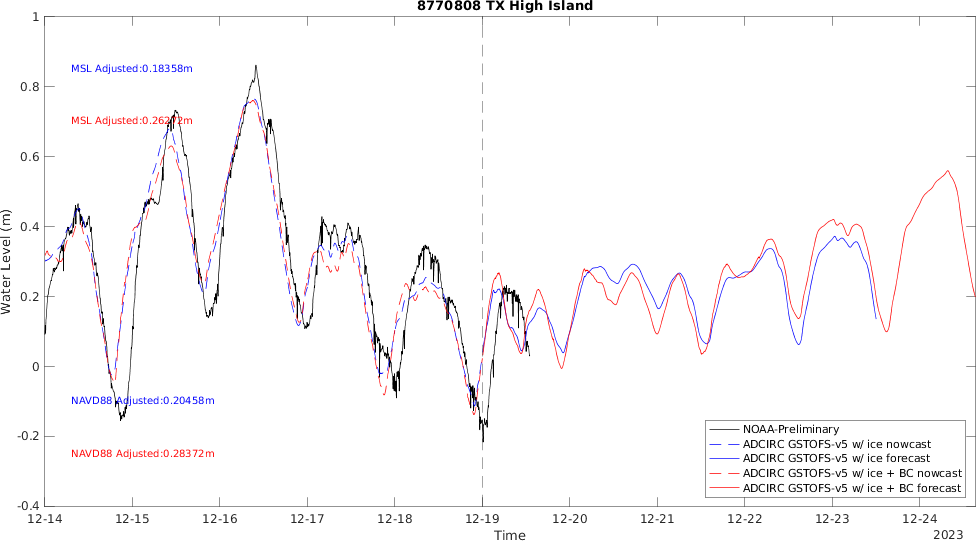 8770808 TX High Island
1
0.8
0.6
0.4
0.2
0
-0.2
-0.4
Water Level (m)
MSL Adjusted:0.18358m
MSL Adjusted:0.26272m
NAVD88 Adjusted:0.20458m
NAVD88 Adjusted:0.28372m
NOAA-Preliminary
ADCIRC GSTOFS-v5 w/ ice nowcast
ADCIRC GSTOFS-v5 w/ ice forecast
ADCIRC GSTOFS-v5 w/ ice + BC nowcast
ADCIRC GSTOFS-v5 w/ ice + BC forecast
12-14 12-15 12-16 12-17 12-18 12-19 12-20 12-21 12-22 12-23 12-24
Time
2023